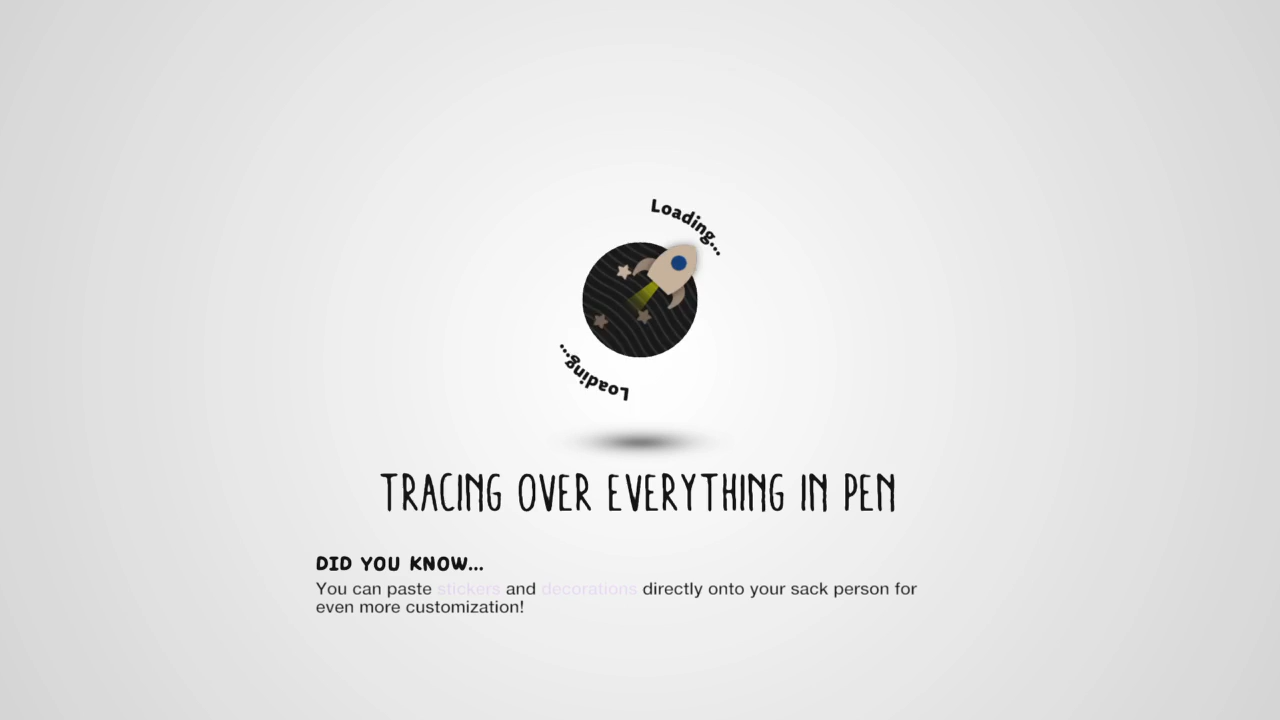 Loading...
Loading...
TRACING OVER EVERYTHING IN PEN
DID YOU KNOW...
You can paste stickers and decorations directly onto your sack person for
even more customization!